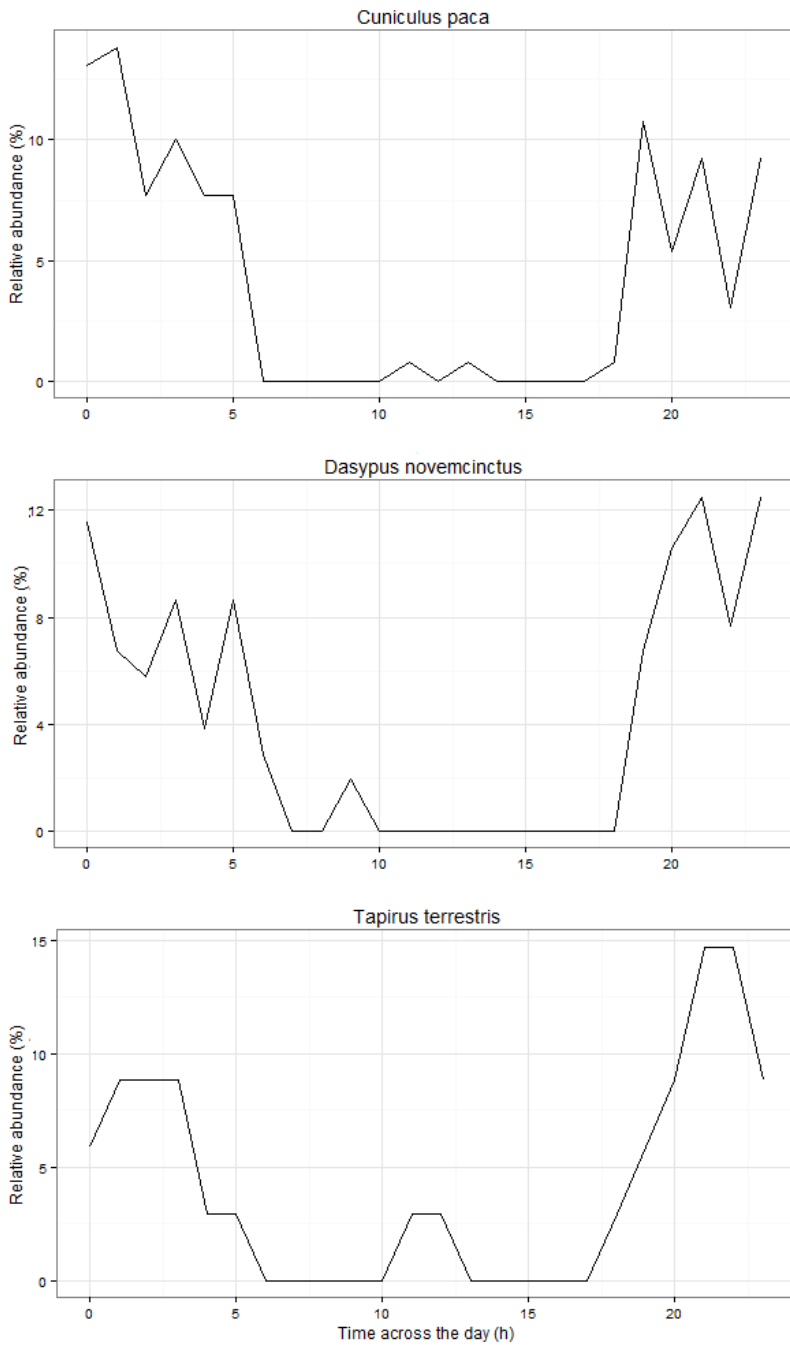 Cuniculus paca
Relative abundance (%)
10
5
0
0 5 10 15 20
Dasypus novemcinctus
Relative abundance (%)
12
8
4
0
0 5 10 15 20
Tapirus terrestris
Relative abundance (%)
15
10
5
0
0 5 10 15 20
Time across the day (h)